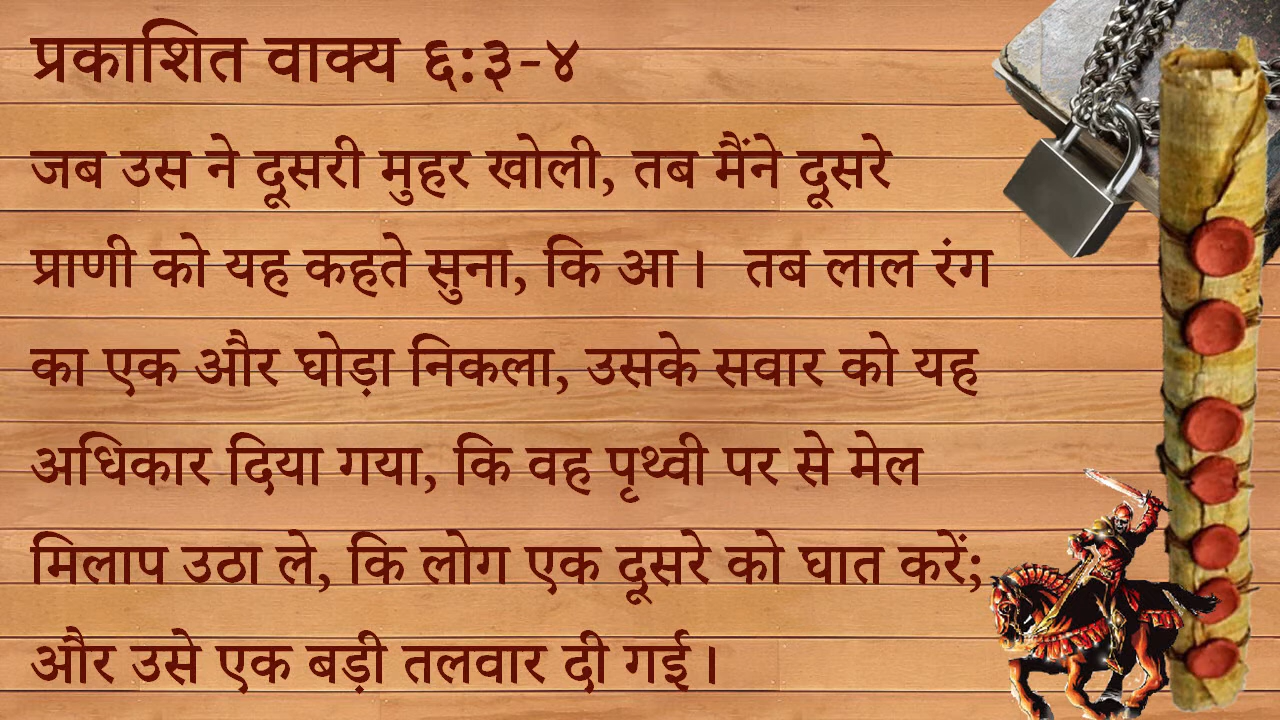 प्रकाशित वाक्य ६:३-४
जब उस ने दूसरी मुहर खोली, तब मैंने दूसरे
प्राणी को यह कहते सुना, कि आ। तब लाल रंग
का एक और घोड़ा निकला, उसके सवार को यह
अधिकार दिया गया, कि वह पृथ्वी पर से मेल
मिलाप उठा ले, कि लोग एक दूसरे को घात करें;
और उसे एक बड़ी तलवार दी गई।